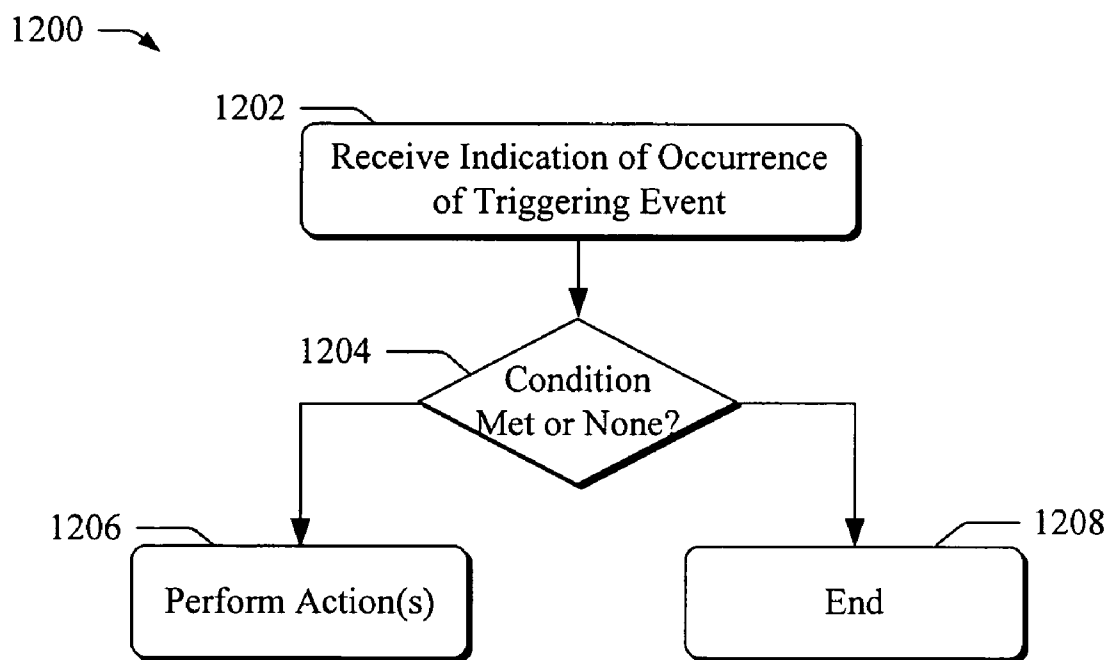 1200
1202
Receive Indication of Occurrence
of Triggering Event
1204
Condition
Met or None?
1206
1208
Perform Action(s)
End